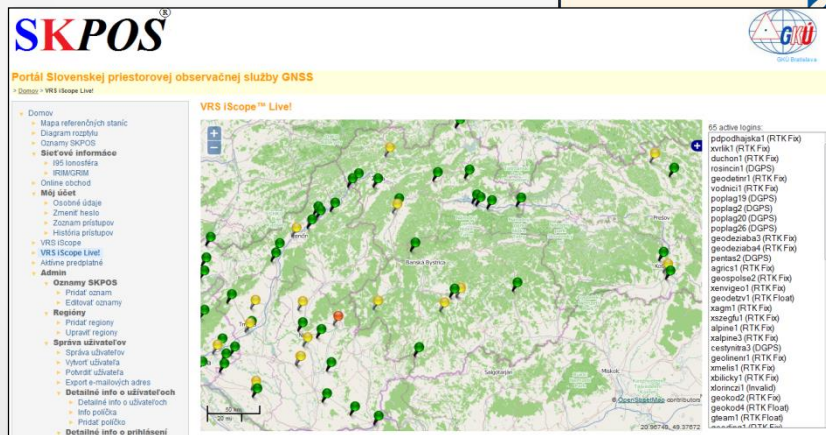 SKPOS®
GKÚ
GKÚ Bratislava
Portál Slovenskej priestorovej observačnej služby GNSS
> Domov > VRS iScope Live!
Domov
Mapa referenčných staníc
Diagram rozptylu
Oznamy SKPOS
Sieťové informácie
I95 Ionosféra
IRIM/GRIM
Online obchod
Môj účet
Osobné údaje
Zmeniť heslo
Zoznam prístupov
História prístupov
VRS iScope
VRS iScope Live!
Aktívne predplatné
Admin
Oznamy SKPOS
Pridať oznam
Editovať oznamy
Regióny
Pridať regiony
Upraviť regiony
Správa užívateľov
Správa užívateľov
Vytvoriť užívateľa
Potvrdiť užívateľa
Export e-mailových adres
Detailné info o užívateľoch
Detailné info o užívateľoch
Info políčka
Pridať políčko
Detailné info o prihlásení
VRS iScope™ Live!
+
−
Banská Bystrica
Prešov
Salgótarján
Miskolc
50 km
20 mi
© OpenStreetMap contributors
65 active logins:
pdpodhajska1 (RTK Fix)
xvrlik1 (RTK Fix)
duchon1 (RTK Fix)
rosincin1 (DGPS)
geodetnr1 (RTK Fix)
vodnici1 (RTK Fix)
poplag19 (DGPS)
poplag2 (DGPS)
poplag20 (DGPS)
poplag26 (DGPS)
geodeziaba3 (RTK Fix)
geodeziaba4 (RTK Fix)
pentas2 (DGPS)
agrics1 (RTK Fix)
geospolse2 (RTK Fix)
xenvigeo1 (RTK Fix)
geodetzv1 (RTK Float)
xagm1 (RTK Fix)
xszegfu1 (RTK Fix)
alpine1 (RTK Fix)
xalpine3 (RTK Fix)
cestynitra3 (DGPS)
geolinenr1 (RTK Fix)
xmelis1 (RTK Fix)
xbilicky1 (RTK Fix)
xlorinczi1 (Invalid)
geokod2 (RTK Fix)
geokod4 (RTK Float)
gteam1 (RTK Float)